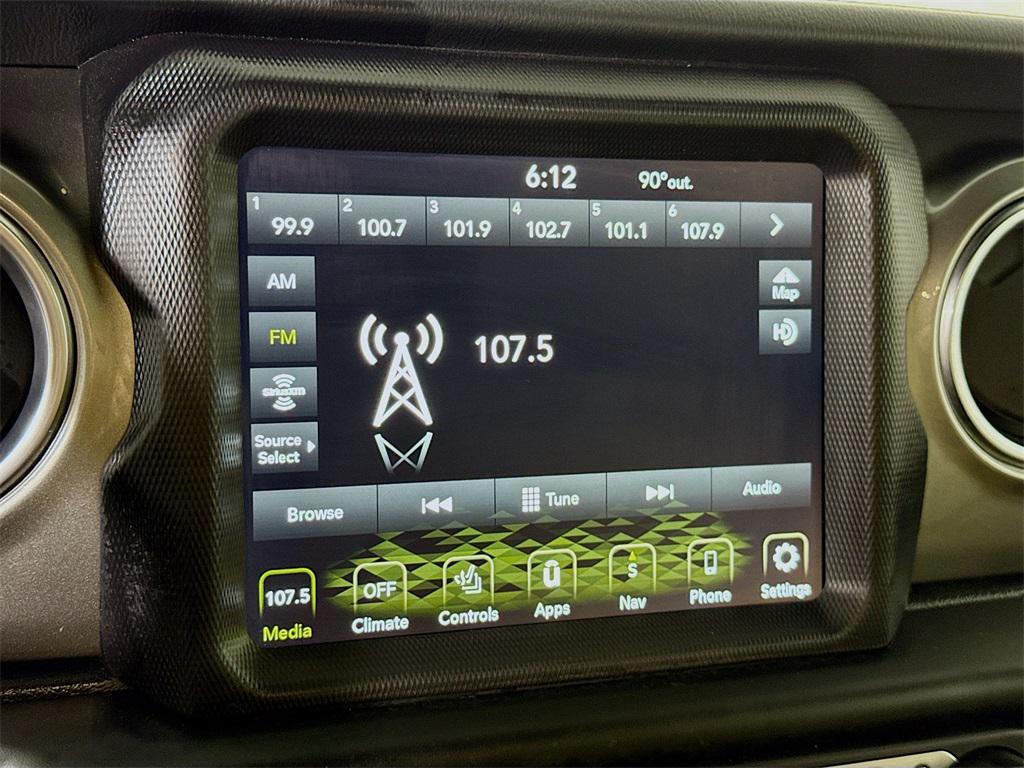 6:12 90° out.
1 99.9 2 100.7 3 101.9 4 102.7 5 101.1 6 107.9
AM
Map
FM
HD
107.5
SiriusXM
Source
Select
Browse Tune Audio
107.5 OFF S
Media Climate Controls Apps Nav Phone Settings